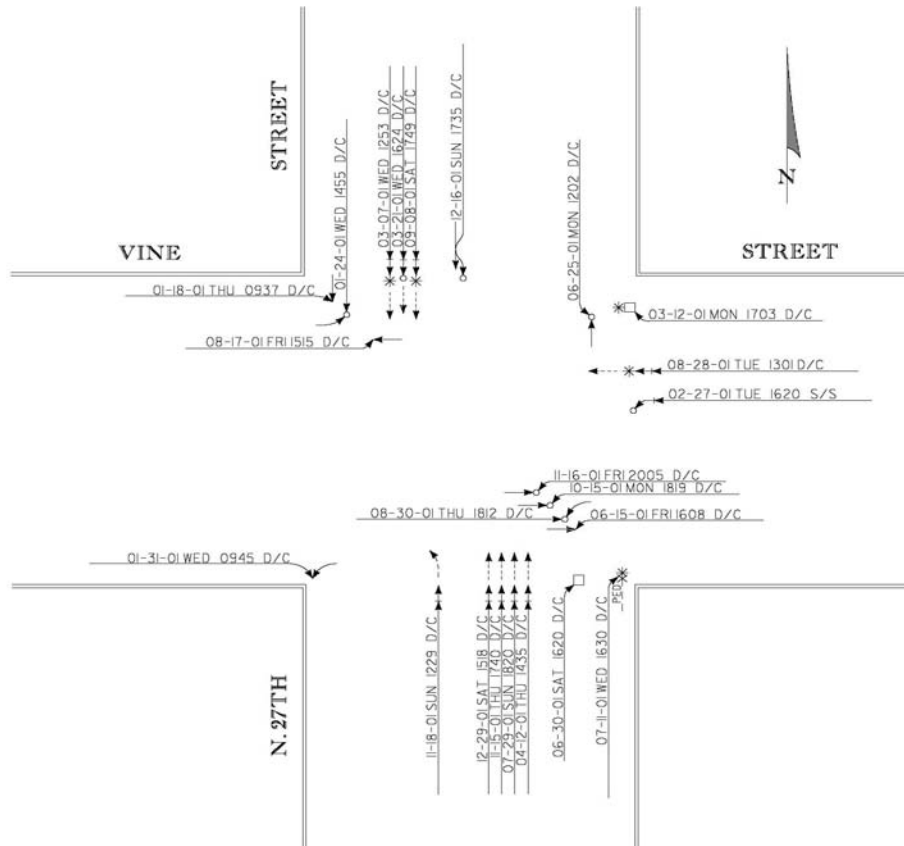 STREET
VINE
STREET
N
N. 27TH
01-24-01 WED 1455 D/C
03-07-01 WED 1253 D/C
03-21-01 WED 1624 D/C
09-08-01 SAT 1749 D/C
12-16-01 SUN 1735 D/C
06-25-01 MON 1202 D/C
01-18-01 THU 0937 D/C
03-12-01 MON 1703 D/C
08-17-01 FRI 1515 D/C
08-28-01 TUE 1301 D/C
02-27-01 TUE 1620 S/S
11-16-01 FRI 2005 D/C
10-15-01 MON 1819 D/C
08-30-01 THU 1812 D/C
06-15-01 FRI 1608 D/C
01-31-01 WED 0945 D/C
11-18-01 SUN 1229 D/C
12-29-01 SAT 1518 D/C
11-15-01 THU 1740 D/C
07-29-01 SUN 1820 D/C
04-12-01 THU 1435 D/C
06-30-01 SAT 1620 D/C
07-11-01 WED 1630 D/C
PED